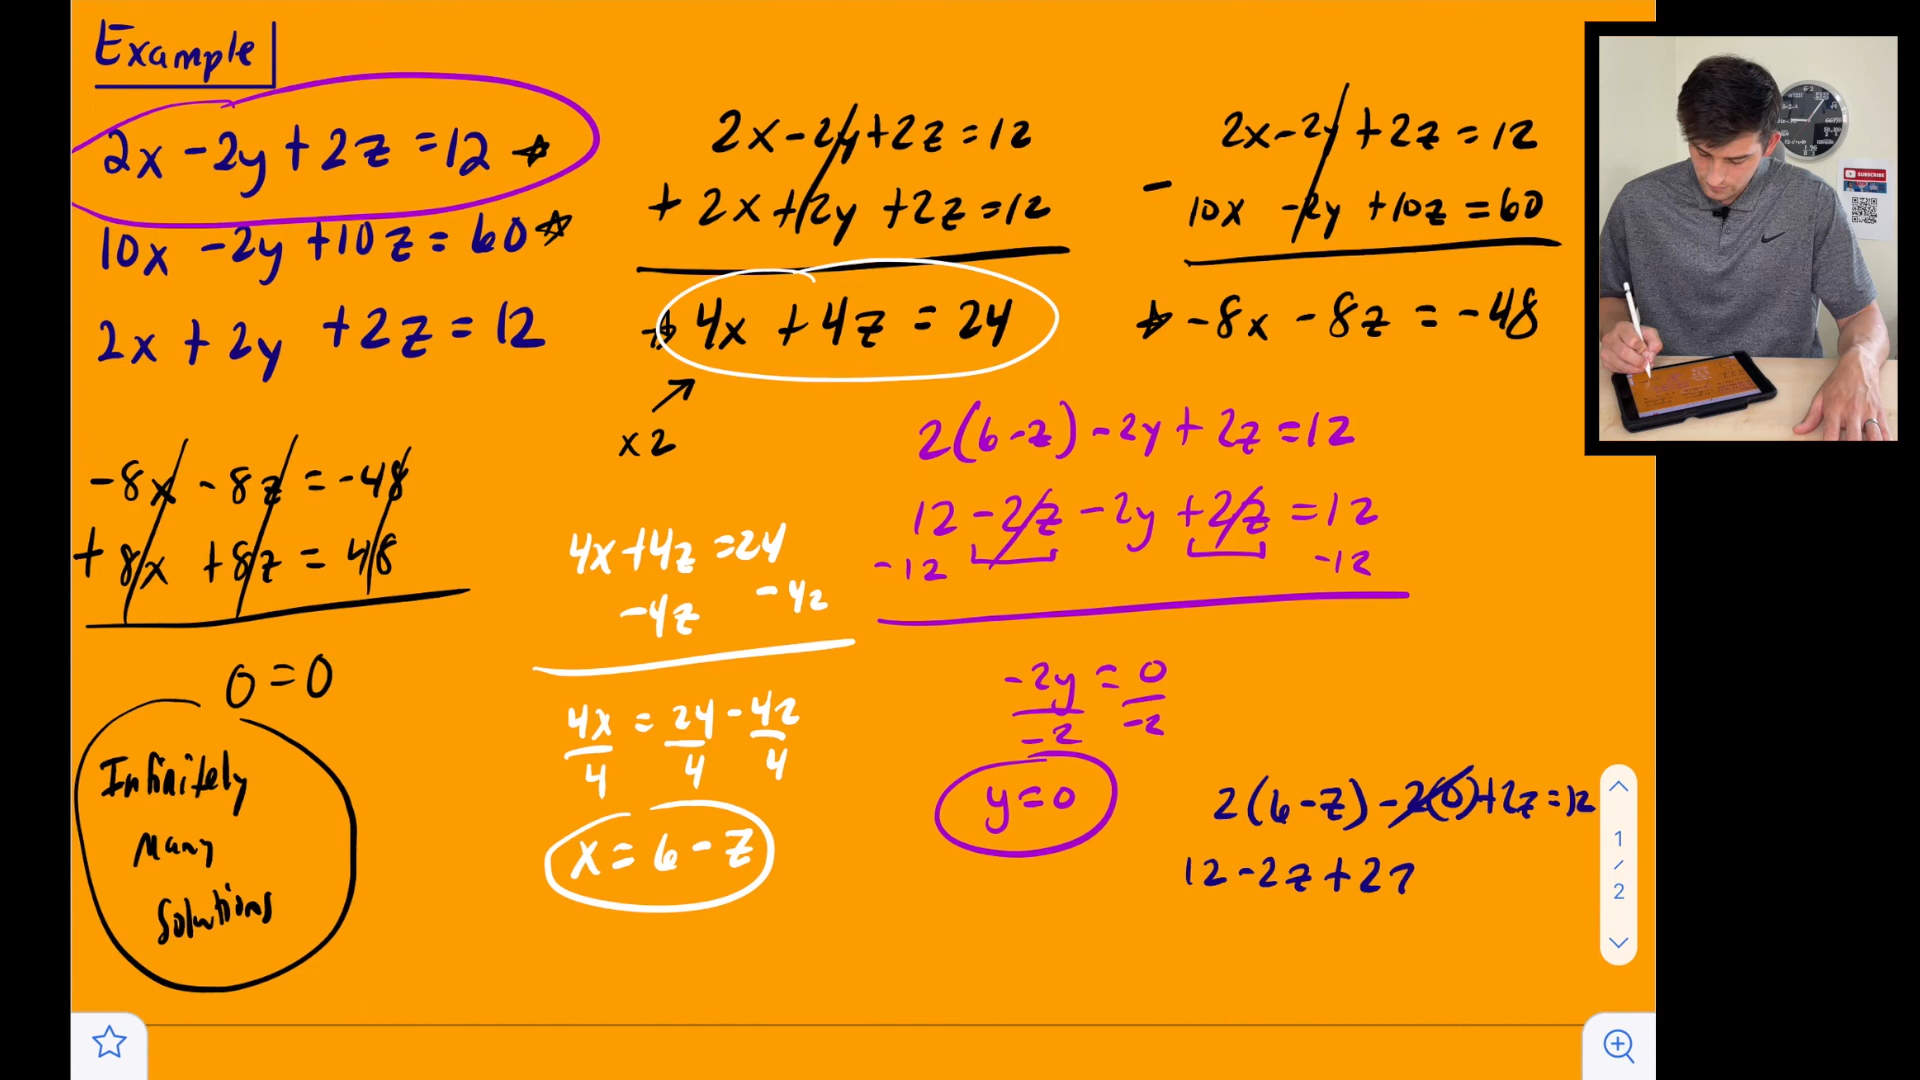 Example
2x - 2y + 2z = 12
10x - 2y + 10z = 60
2x + 2y + 2z = 12
2x - 2y + 2z = 12
+ 2x + 2y + 2z = 12
4x + 4z = 24
x 2
2x - 2y + 2z = 12
- 10x - 2y + 10z = 60
-8x - 8z = -48
-8x - 8z = -48
+ 8x + 8z = 48
0 = 0
Infinitely
Many
Solutions
4x + 4z = 24
-4z -4z
4x = 24 - 4z
4 4 4
x = 6 - z
2(6 - z) - 2y + 2z = 12
12 - 2z - 2y + 2z = 12
-12 -12
-2y = 0
-2 -2
y = 0
2(6 - z) - 2(0) + 2z = 12
12 - 2z + 2
SUBSCRIBE
1
/
2